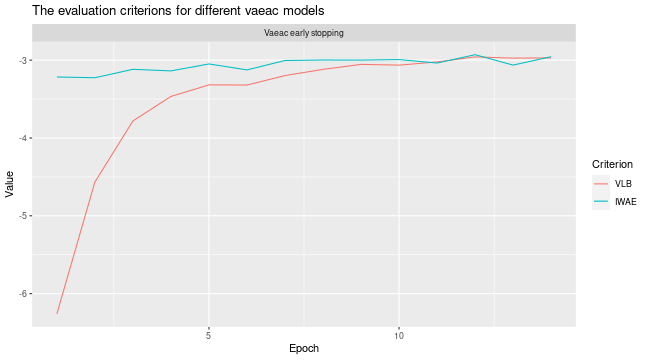 The evaluation criterions for different vaeac models
Vaeac early stopping
-3
-4
-5
-6
Value
5
10
Epoch
Criterion
VLB
IWAE